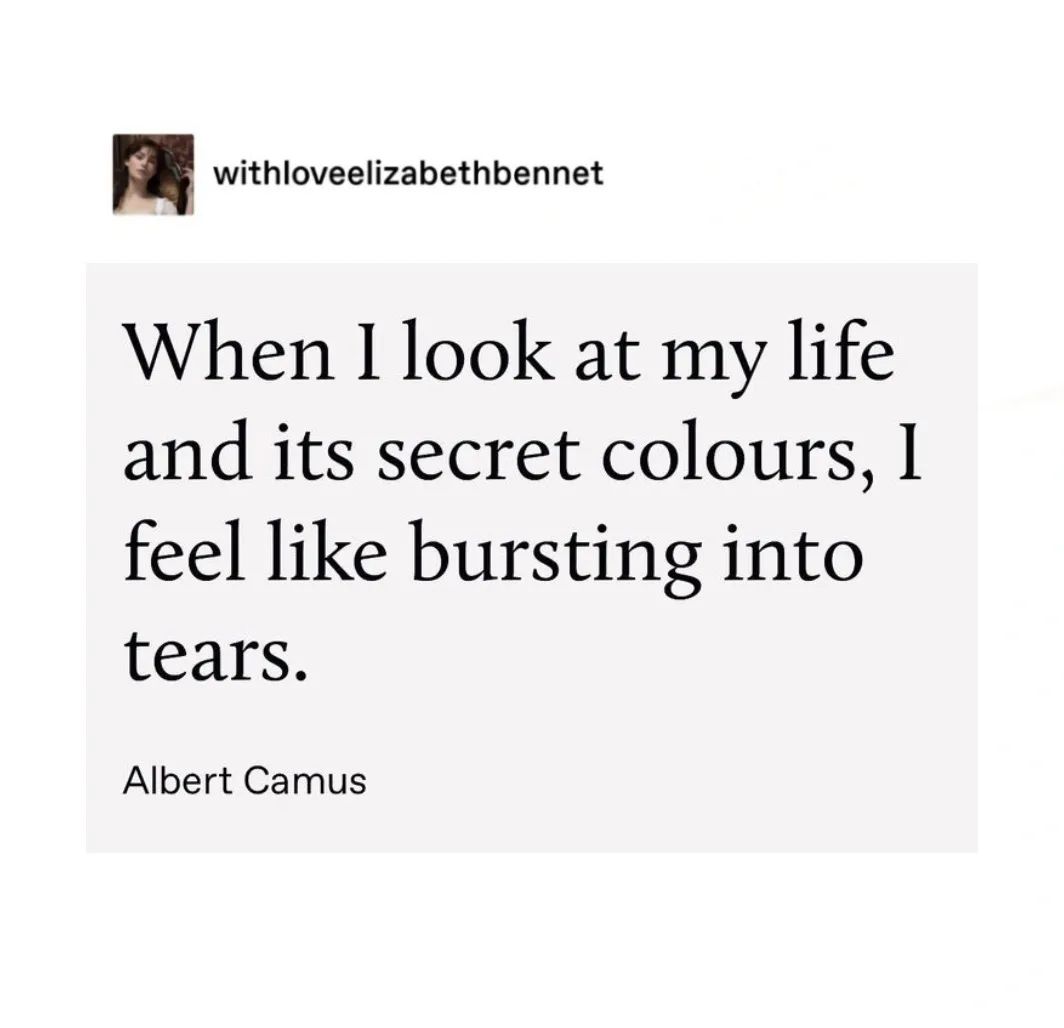 withloveelizabethbennet
When I look at my life
and its secret colours, I
feel like bursting into
tears.
Albert Camus